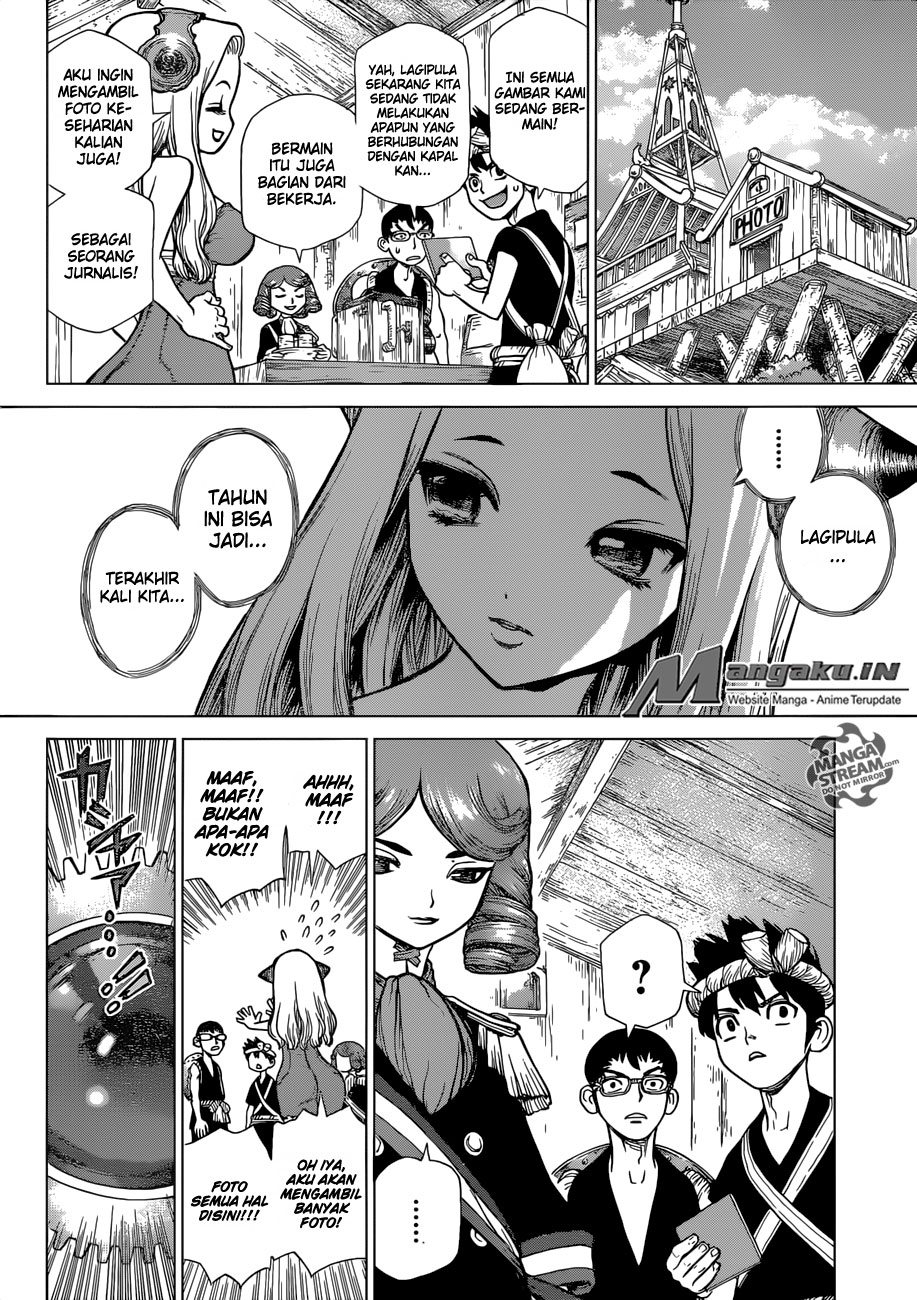 PHOTO
INI SEMUA
GAMBAR KAMI
SEDANG BER-
MAIN!
YAH, LAGIPULA
SEKARANG KITA
SEDANG TIDAK
MELAKUKAN
APAPUN YANG
BERHUBUNGAN
DENGAN KAPAL
KAN...
BERMAIN
ITU JUGA
BAGIAN DARI
BEKERJA.
AKU INGIN
MENGAMBIL
FOTO KE-
SEHARIAN
KALIAN
JUGA!
SEBAGAI
SEORANG
JURNALIS!
......
LAGIPULA
...
TAHUN
INI BISA
JADI...
TERAKHIR
KALI KITA...
Mangaku.IN
Website Manga - Anime Terupdate
MANGA
STREAM.com
DO NOT MIRROR
?
......
AHHH,
MAAF
!!!
MAAF,
MAAF!!
BUKAN
APA-APA
KOK!!
OH IYA,
AKU AKAN
MENGAMBIL
BANYAK
FOTO!
FOTO
SEMUA HAL
DISINI!!!